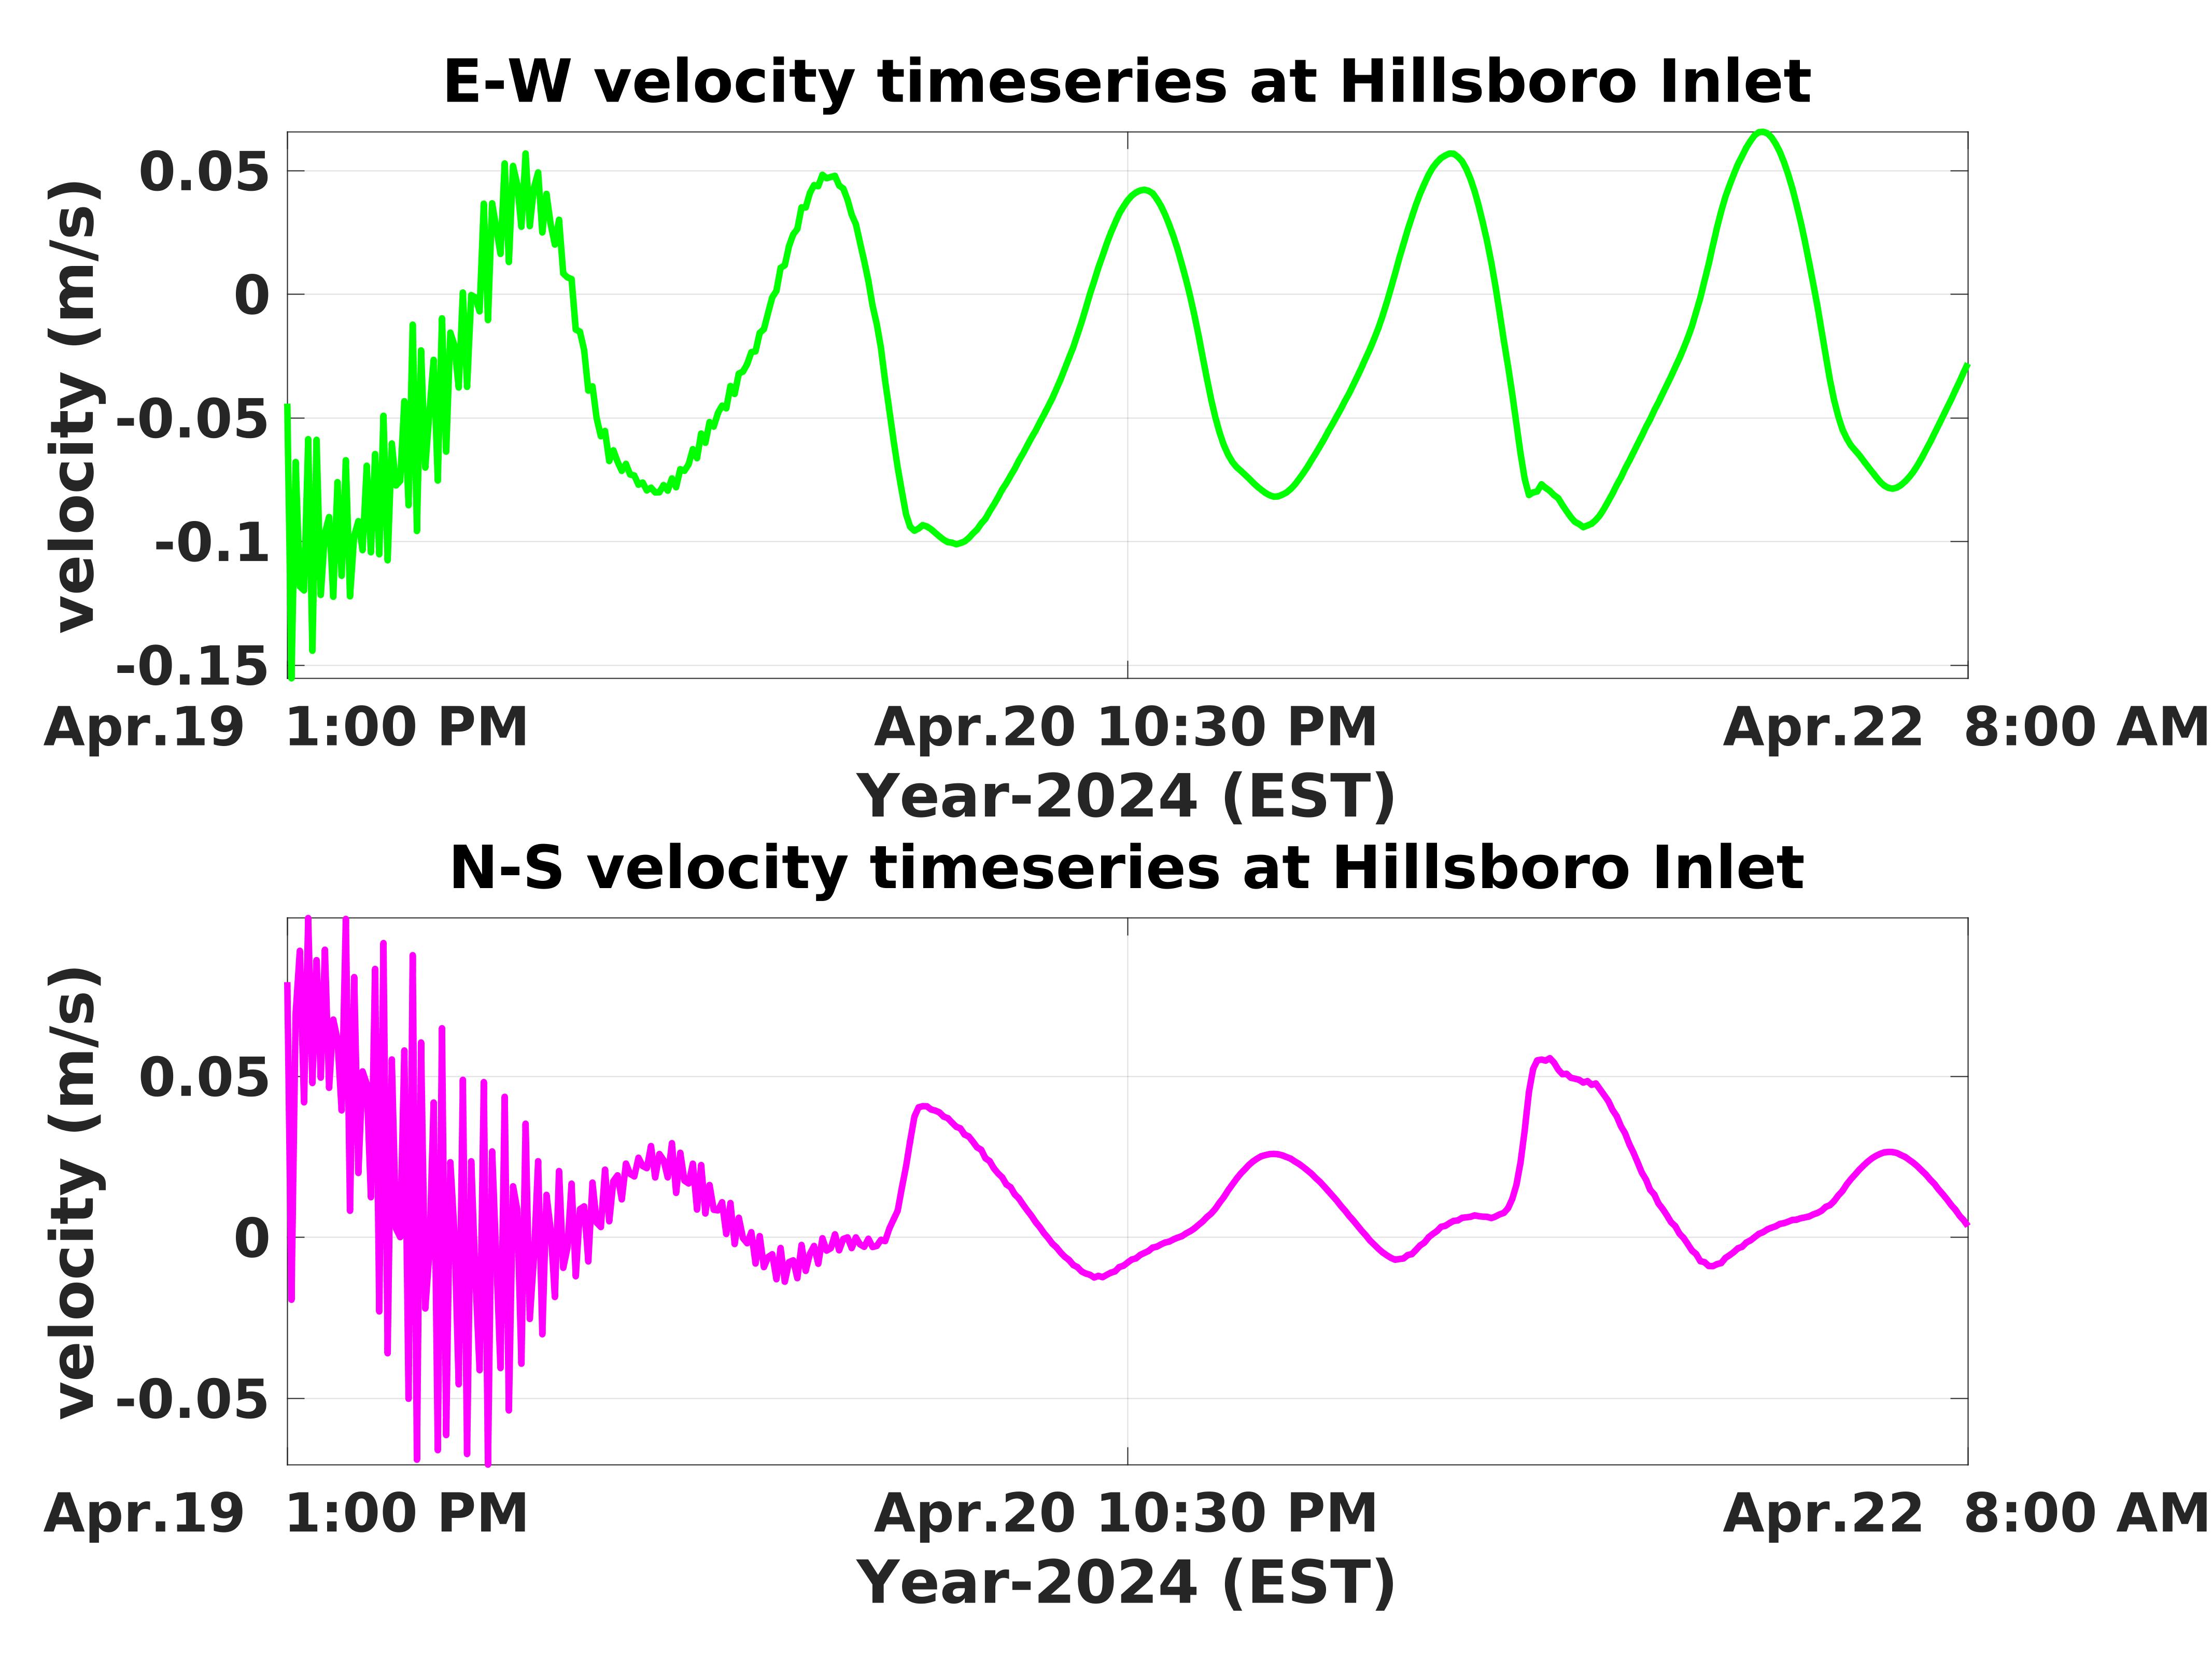 E-W velocity timeseries at Hillsboro Inlet
velocity (m/s)
0.05
0
-0.05
-0.1
-0.15
Apr.19 1:00 PM Apr.20 10:30 PM Apr.22 8:00 AM
Year-2024 (EST)
N-S velocity timeseries at Hillsboro Inlet
velocity (m/s)
0.05
0
-0.05
Apr.19 1:00 PM Apr.20 10:30 PM Apr.22 8:00 AM
Year-2024 (EST)